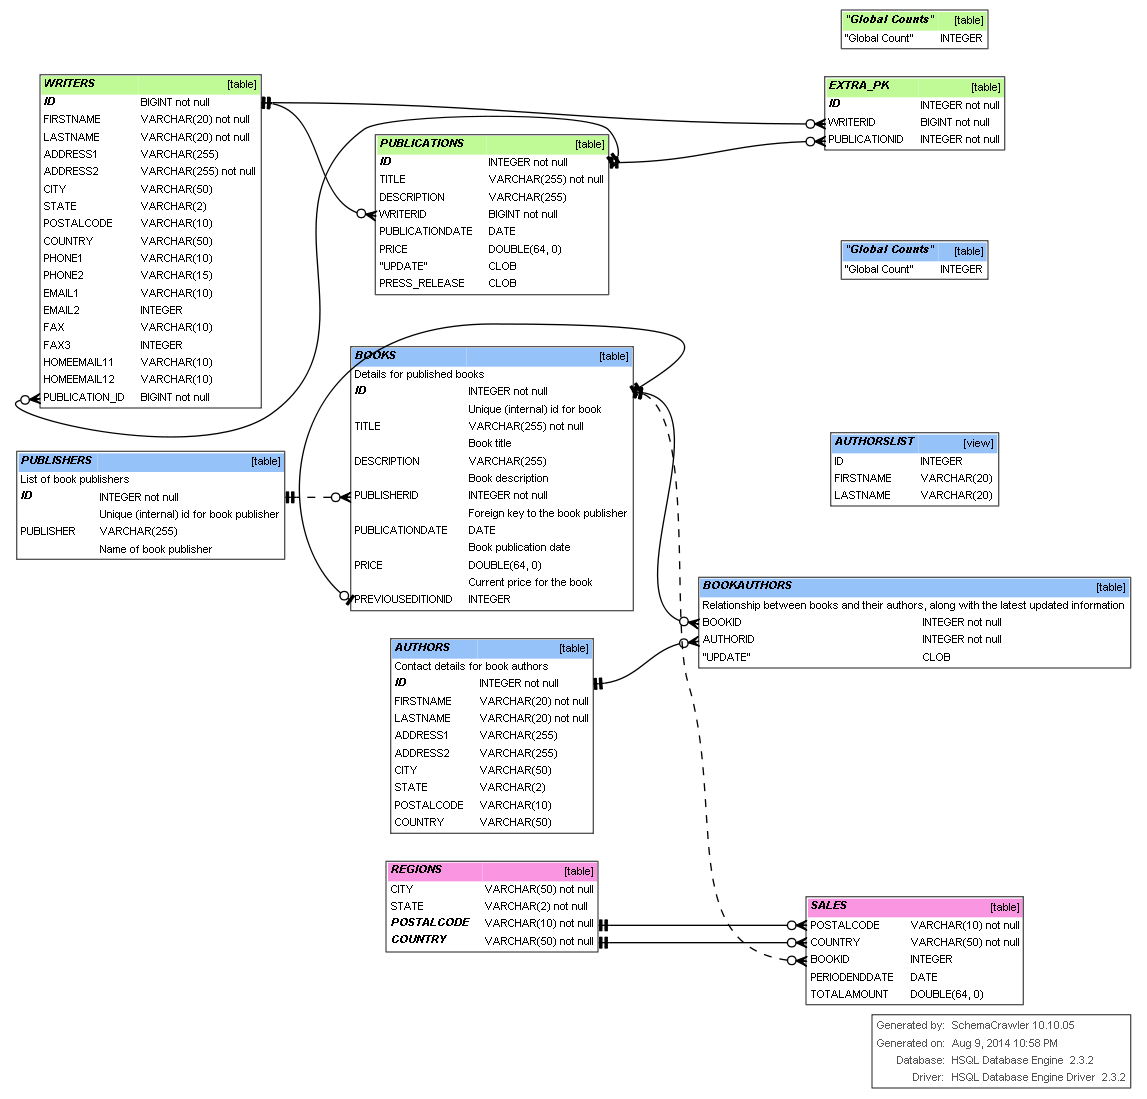 "Global Counts" [table]
"Global Count" INTEGER
WRITERS [table]
ID BIGINT not null
FIRSTNAME VARCHAR(20) not null
LASTNAME VARCHAR(20) not null
ADDRESS1 VARCHAR(255)
ADDRESS2 VARCHAR(255) not null
CITY VARCHAR(50)
STATE VARCHAR(2)
POSTALCODE VARCHAR(10)
COUNTRY VARCHAR(50)
PHONE1 VARCHAR(10)
PHONE2 VARCHAR(15)
EMAIL1 VARCHAR(10)
EMAIL2 INTEGER
FAX VARCHAR(10)
FAX3 INTEGER
HOMEEMAIL11 VARCHAR(10)
HOMEEMAIL12 VARCHAR(10)
PUBLICATION_ID BIGINT not null
PUBLICATIONS [table]
ID INTEGER not null
TITLE VARCHAR(255) not null
DESCRIPTION VARCHAR(255)
WRITERID BIGINT not null
PUBLICATIONDATE DATE
PRICE DOUBLE(64, 0)
"UPDATE" CLOB
PRESS_RELEASE CLOB
EXTRA_PK [table]
ID INTEGER not null
WRITERID BIGINT not null
PUBLICATIONID INTEGER not null
"Global Counts" [table]
"Global Count" INTEGER
PUBLISHERS [table]
List of book publishers
ID INTEGER not null
Unique (internal) id for book publisher
PUBLISHER VARCHAR(255)
Name of book publisher
BOOKS [table]
Details for published books
ID INTEGER not null
Unique (internal) id for book
TITLE VARCHAR(255) not null
Book title
DESCRIPTION VARCHAR(255)
Book description
PUBLISHERID INTEGER not null
Foreign key to the book publisher
PUBLICATIONDATE DATE
Book publication date
PRICE DOUBLE(64, 0)
Current price for the book
PREVIOUSEDITIONID INTEGER
AUTHORSLIST [view]
ID INTEGER
FIRSTNAME VARCHAR(20)
LASTNAME VARCHAR(20)
BOOKAUTHORS [table]
Relationship between books and their authors, along with the latest updated information
BOOKID INTEGER not null
AUTHORID INTEGER not null
"UPDATE" CLOB
AUTHORS [table]
Contact details for book authors
ID INTEGER not null
FIRSTNAME VARCHAR(20) not null
LASTNAME VARCHAR(20) not null
ADDRESS1 VARCHAR(255)
ADDRESS2 VARCHAR(255)
CITY VARCHAR(50)
STATE VARCHAR(2)
POSTALCODE VARCHAR(10)
COUNTRY VARCHAR(50)
REGIONS [table]
CITY VARCHAR(50) not null
STATE VARCHAR(2) not null
POSTALCODE VARCHAR(10) not null
COUNTRY VARCHAR(50) not null
SALES [table]
POSTALCODE VARCHAR(10) not null
COUNTRY VARCHAR(50) not null
BOOKID INTEGER
PERIODENDDATE DATE
TOTALAMOUNT DOUBLE(64, 0)
Generated by: SchemaCrawler 10.10.05
Generated on: Aug 9, 2014 10:58 PM
Database: HSQL Database Engine 2.3.2
Driver: HSQL Database Engine Driver 2.3.2